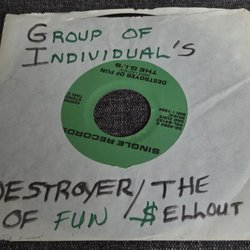 GROUP OF
INDIVIDUAL'S
DESTROYER OF FUN
THE G.I.'S
SINGLE RECORDS
DESTROYER/THE
OF FUN $ELLOUT